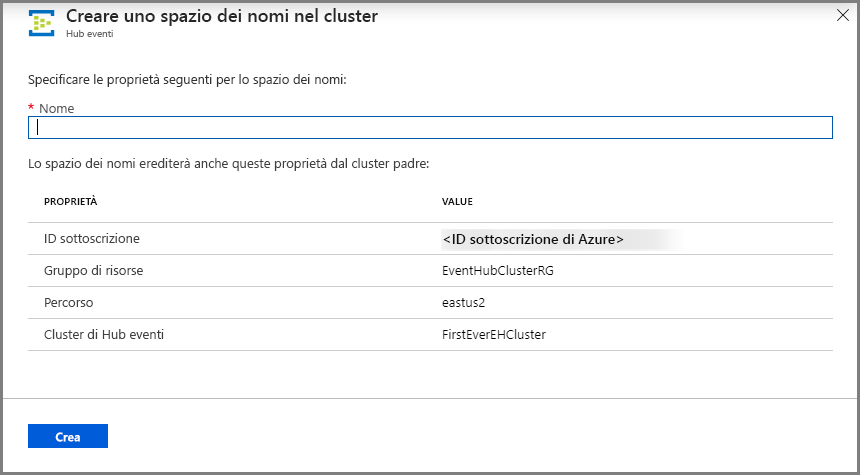 Creare uno spazio dei nomi nel cluster
Hub eventi
Specificare le proprietà seguenti per lo spazio dei nomi:
* Nome
Lo spazio dei nomi erediterà anche queste proprietà dal cluster padre:
PROPRIETÀ VALUE
ID sottoscrizione <ID sottoscrizione di Azure>
Gruppo di risorse EventHubClusterRG
Percorso eastus2
Cluster di Hub eventi FirstEverEHCluster
Crea